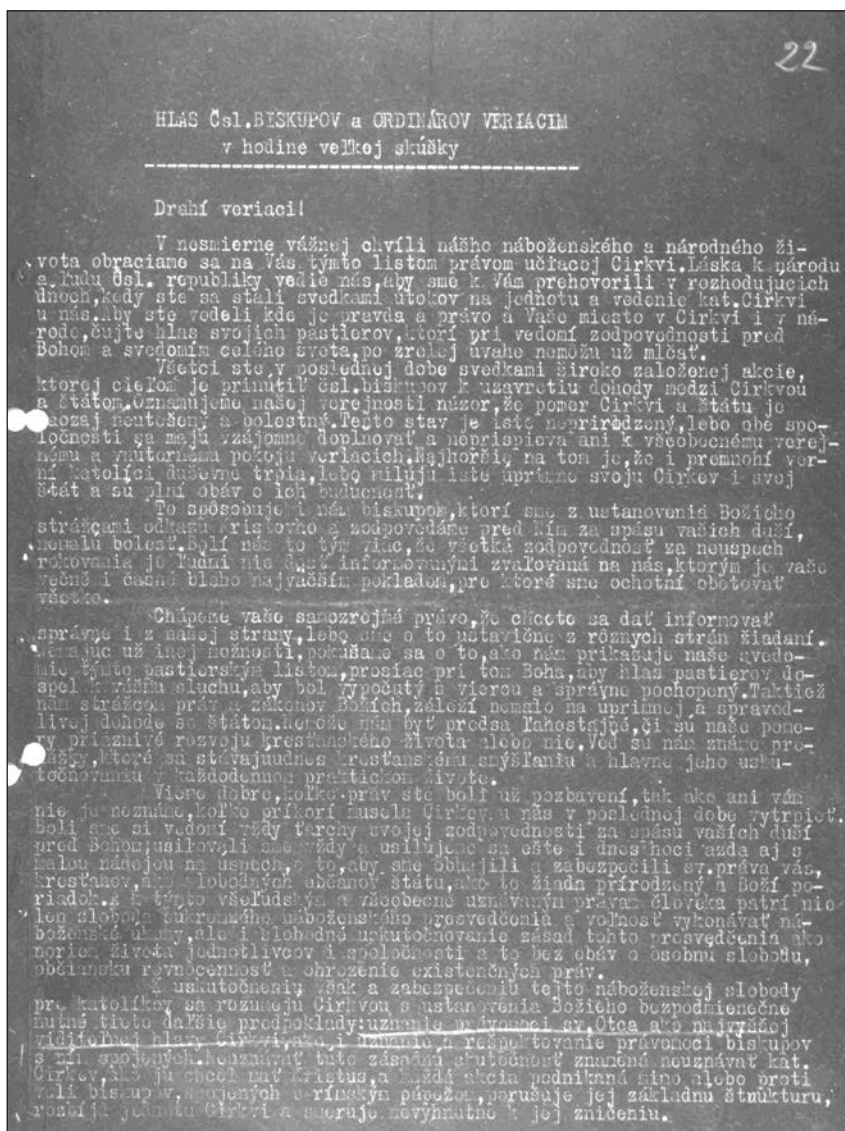 22
HLAS Čsl.BISKUPOV a ORDINÁROV VERIACIM
v hodine veľkej skúšky
Drahí veriaci!
V nesmierne vážnej chvíli nášho náboženského a národného ži-
vota obraciame sa na Vás týmto listom právom učiacej Cirkvi.Láska k národu
a ľudu čsl. republiky vedie nás,aby sme k Vám prehovorili v rozhodujúcich
dňoch,kedy ste sa stali svedkami útokov na jednotu a vedenie kat.Cirkvi
u nás.Aby ste vedeli kde je pravda a právo a Vaše miesto v Cirkvi i v ná-
rode,čujte hlas svojich pastierov,ktorí pri vedomí zodpovednosti pred
Bohom a svedomím celého sveta,po zrelej úvahe nemôžu už mlčať.
Všetci ste,v poslednej dobe svedkami široko založenej akcie,
ktorej cieľom je prinútiť čsl.biskupov k uzavretiu dohody medzi Cirkvou
a štátom.Oznamujeme našej verejnosti názor,že pomer Cirkvi a štátu je
naozaj neutešený a bolestný.Tento stav je iste neprirodzený,lebo obe spo-
ločnosti sa majú vzájomne doplňovať a neprispieva ani k všeobecnému verej-
nému a vnútornému pokoju veriacich.Najhoršie na tom je,že i premnohí ver-
ní katolíci duševne trpia,lebo milujú iste úprimne svoju Cirkev i svoj
štát a sú plní obáv o ich budúcnosť.
To spôsobuje i nám biskupom,ktorí sme z ustanovenia Božieho
strážcami odkazu Kristovho a zodpovedáme pred Ním za spásu vašich duší,
nemalú bolesť.Bolí nás to tým viac,že všetká zodpovednosť za neúspech
rokovania je ľuďmi nie dosť informovanými zvaľovaná na nás,ktorým je vaše
večné i časné blaho najväčším pokladom,pre ktoré sme ochotní obetovať
všetko.
Chápeme vaše samozrejmé právo,že chcete sa dať informovať
správne i z našej strany,lebo sme o to ustavične z rôznych strán žiadaní.
Nemajúc už inej možnosti,pokúšame sa o to,ako nám prikazuje naše svedo-
mie týmto pastierským listom,prosiac pri tom Boha,aby hlas pastierov do-
spel k vášmu sluchu,aby bol vypočutý s vierou a správne pochopený.Taktiež
nám strážcom práv a zákonov Božích,záleží nemálo na úprimnej a spravod-
livej dohode so štátom.Nemôže nám byť predsa ľahostajné,či sú naše pome-
ry priaznivé rozvoju kresťanského života alebo nie.Veď sú nám známe pre-
kážky,ktoré sa stávajúudnes kresťanskému smýšľaniu a hlavne jeho usku-
točňovaniu v každodennom praktickom živote.
Viete dobre,koľko práv ste boli už pozbavení,tak ako ani vám
nie je neznáme,koľko príkorí musela Cirkev u nás v poslednej dobe vytrpieť.
Boli sme si vedomí vždy ťarchy svojej zodpovednosti za spásu vaších duší
pred Bohom;usilovali sme vždy a usilujeme sa ešte i dnes hoci azda aj s
malou nádejou na úspech,o to,aby sme obhájili a zabezpečili sv.práva vás,
kresťanov,ako slobodných občanov štátu,ako to žiada prírodzený a Boží po-
riadok.A k týmto všeľudským a všeobecne uznávaným právam človeka patrí nie
len sloboda súkromného náboženského presvedčenia a voľnosť vykonávať ná-
boženské úkony,ale i slobodné uskutočňovanie zásad tohto presvedčenia ako
noriem života jednotlivcov i spoločnosti a to bez obáv o osobnú slobodu,
občiansku rovnocennosť a ohrozenie existenčných práv.
K uskutočneniu však a zabezpečeniu tejto náboženskej slobody
pre katolíkov sa rozumejú Cirkvou z ustanovenia Božieho bezpodmienečne
nutné tieto ďalšie predpoklady:uznanie právomoci sv.Otca ako najvyššej
viditeľnej hlavy Cirkvi,ako i uznanie a rešpektovanie právomoci biskupov
s ním spojených.Neuznávať túto zásadnú skutočnosť znamená neuznávať kat.
Cirkev,akú ju chcel mať Kristus,a každá akcia podnikaná mimo alebo proti
vôli biskupov,spojených s rímskym pápežom,porušuje jej základnú štruktúru,
rozbíja jednotu Cirkvi a smeruje nevyhnutne k jej zničeniu.